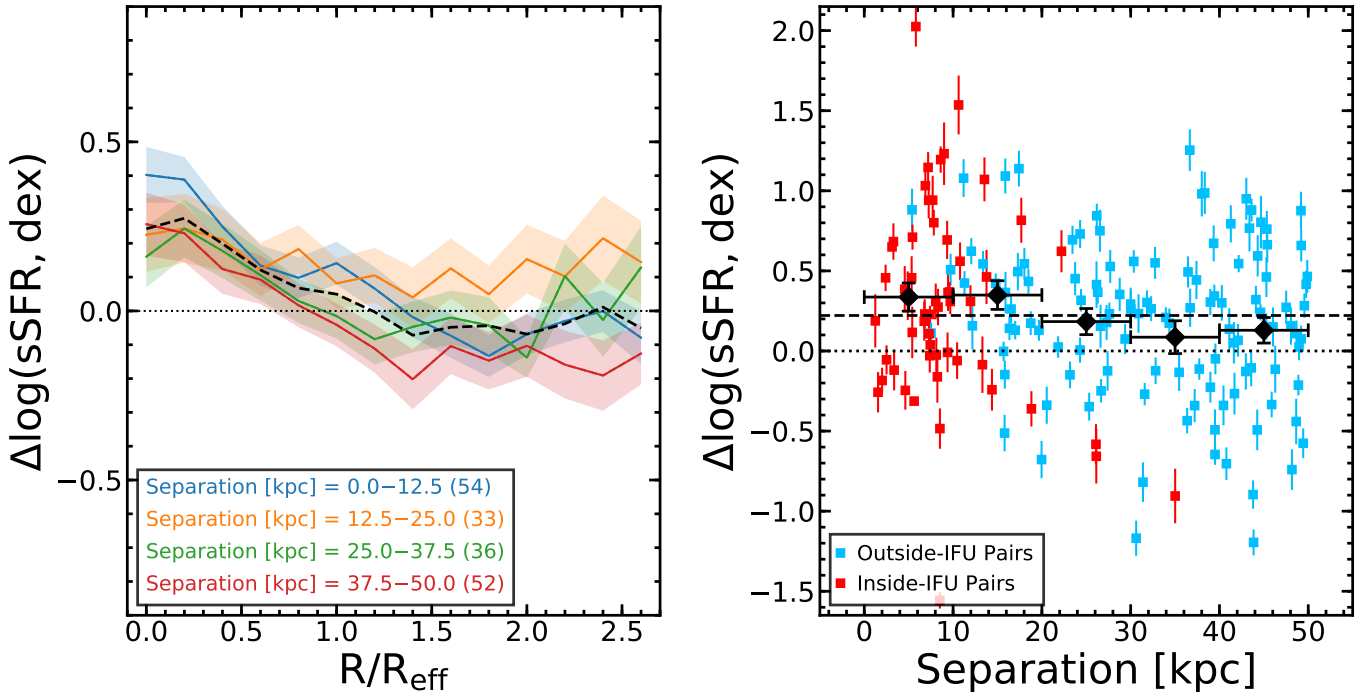 Δlog(sSFR, dex)
0.5
0.0
−0.5
Separation [kpc] = 0.0−12.5 (54)
Separation [kpc] = 12.5−25.0 (33)
Separation [kpc] = 25.0−37.5 (36)
Separation [kpc] = 37.5−50.0 (52)
0.0 0.5 1.0 1.5 2.0 2.5
R/Reff
Δlog(sSFR, dex)
2.0
1.5
1.0
0.5
0.0
−0.5
−1.0
−1.5
Outside-IFU Pairs
Inside-IFU Pairs
0 10 20 30 40 50
Separation [kpc]